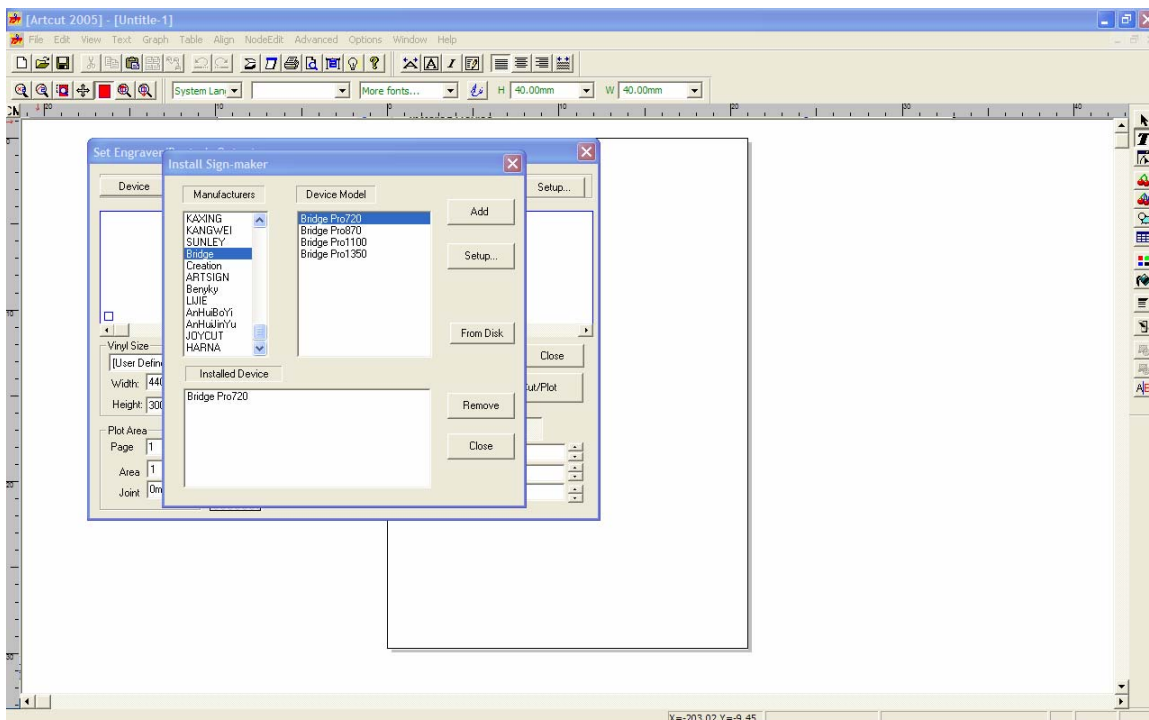 [Artcut 2005] - [Untitle-1]
File Edit View Text Graph Table Align NodeEdit Advanced Options Window Help
System Lan
More fonts...
H 40.00mm
W 40.00mm
CN
Set Engraver
Install Sign-maker
Device
Setup...
Manufacturers
Device Model
KAXING
KANGWEI
SUNLEY
Bridge
Creation
ARTSIGN
Benyky
LIJIE
AnHuiBoYi
AnHuiJinYu
JOYCUT
HARNA
Bridge Pro720
Bridge Pro870
Bridge Pro1100
Bridge Pro1350
Add
Setup...
From Disk
Installed Device
Bridge Pro720
Remove
Close
Vinyl Size
[User Defin
Width: 440
Height: 300
Close
ut/Plot
Plot Area
Page 1
Area 1
Joint 0m
X=-203.02 Y=-9.45